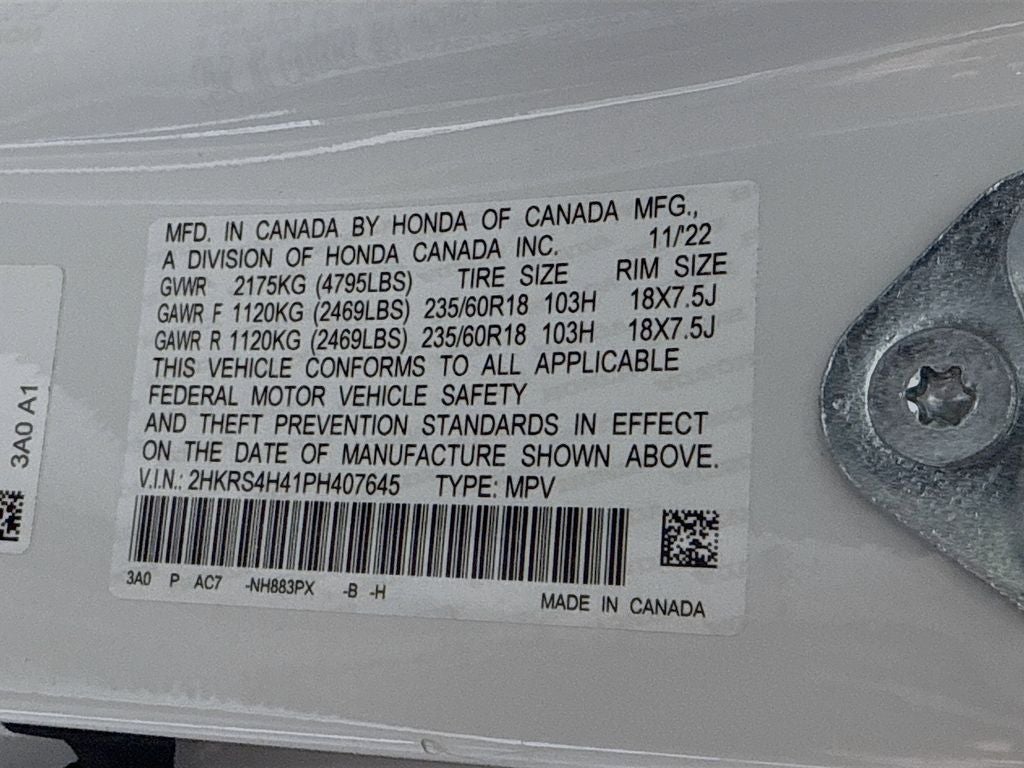 MFD. IN CANADA BY HONDA OF CANADA MFG.,
A DIVISION OF HONDA CANADA INC. 11/'22
GVWR 2175KG (4795LBS) TIRE SIZE RIM SIZE
GAWR F 1120KG (2469LBS) 235/60R18 103H 18X7.5J
GAWR R 1120KG (2469LBS) 235/60R18 103H 18X7.5J
THIS VEHICLE CONFORMS TO ALL APPLICABLE
FEDERAL MOTOR VEHICLE SAFETY
AND THEFT PREVENTION STANDARDS IN EFFECT
ON THE DATE OF MANUFACTURE SHOWN ABOVE.
V.I.N.: 2HKRS4H41PH407645 TYPE: MPV
3A0 P AC7 -NH883PX -B -H
MADE IN CANADA
3A0 A1